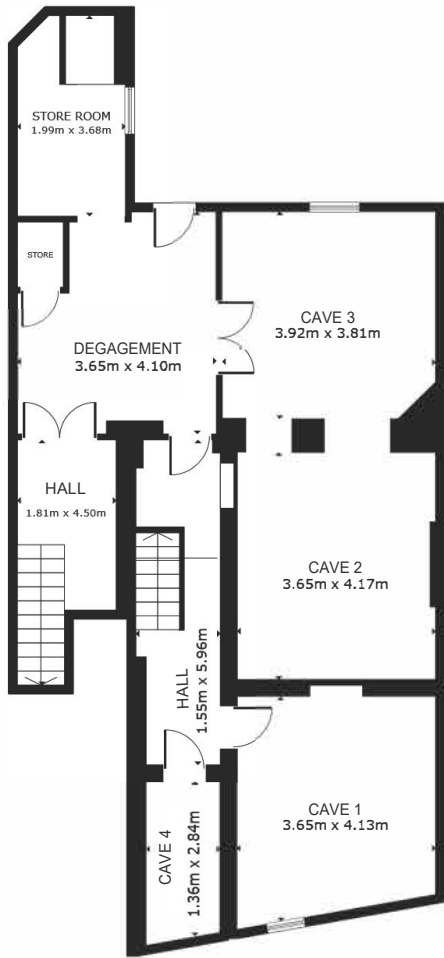 STORE ROOM
1.99m x 3.68m
STORE
DEGAGEMENT
3.65m x 4.10m
CAVE 3
3.92m x 3.81m
HALL
1.81m x 4.50m
CAVE 2
3.65m x 4.17m
HALL
1.55m x 5.96m
CAVE 1
3.65m x 4.13m
CAVE 4
1.36m x 2.84m